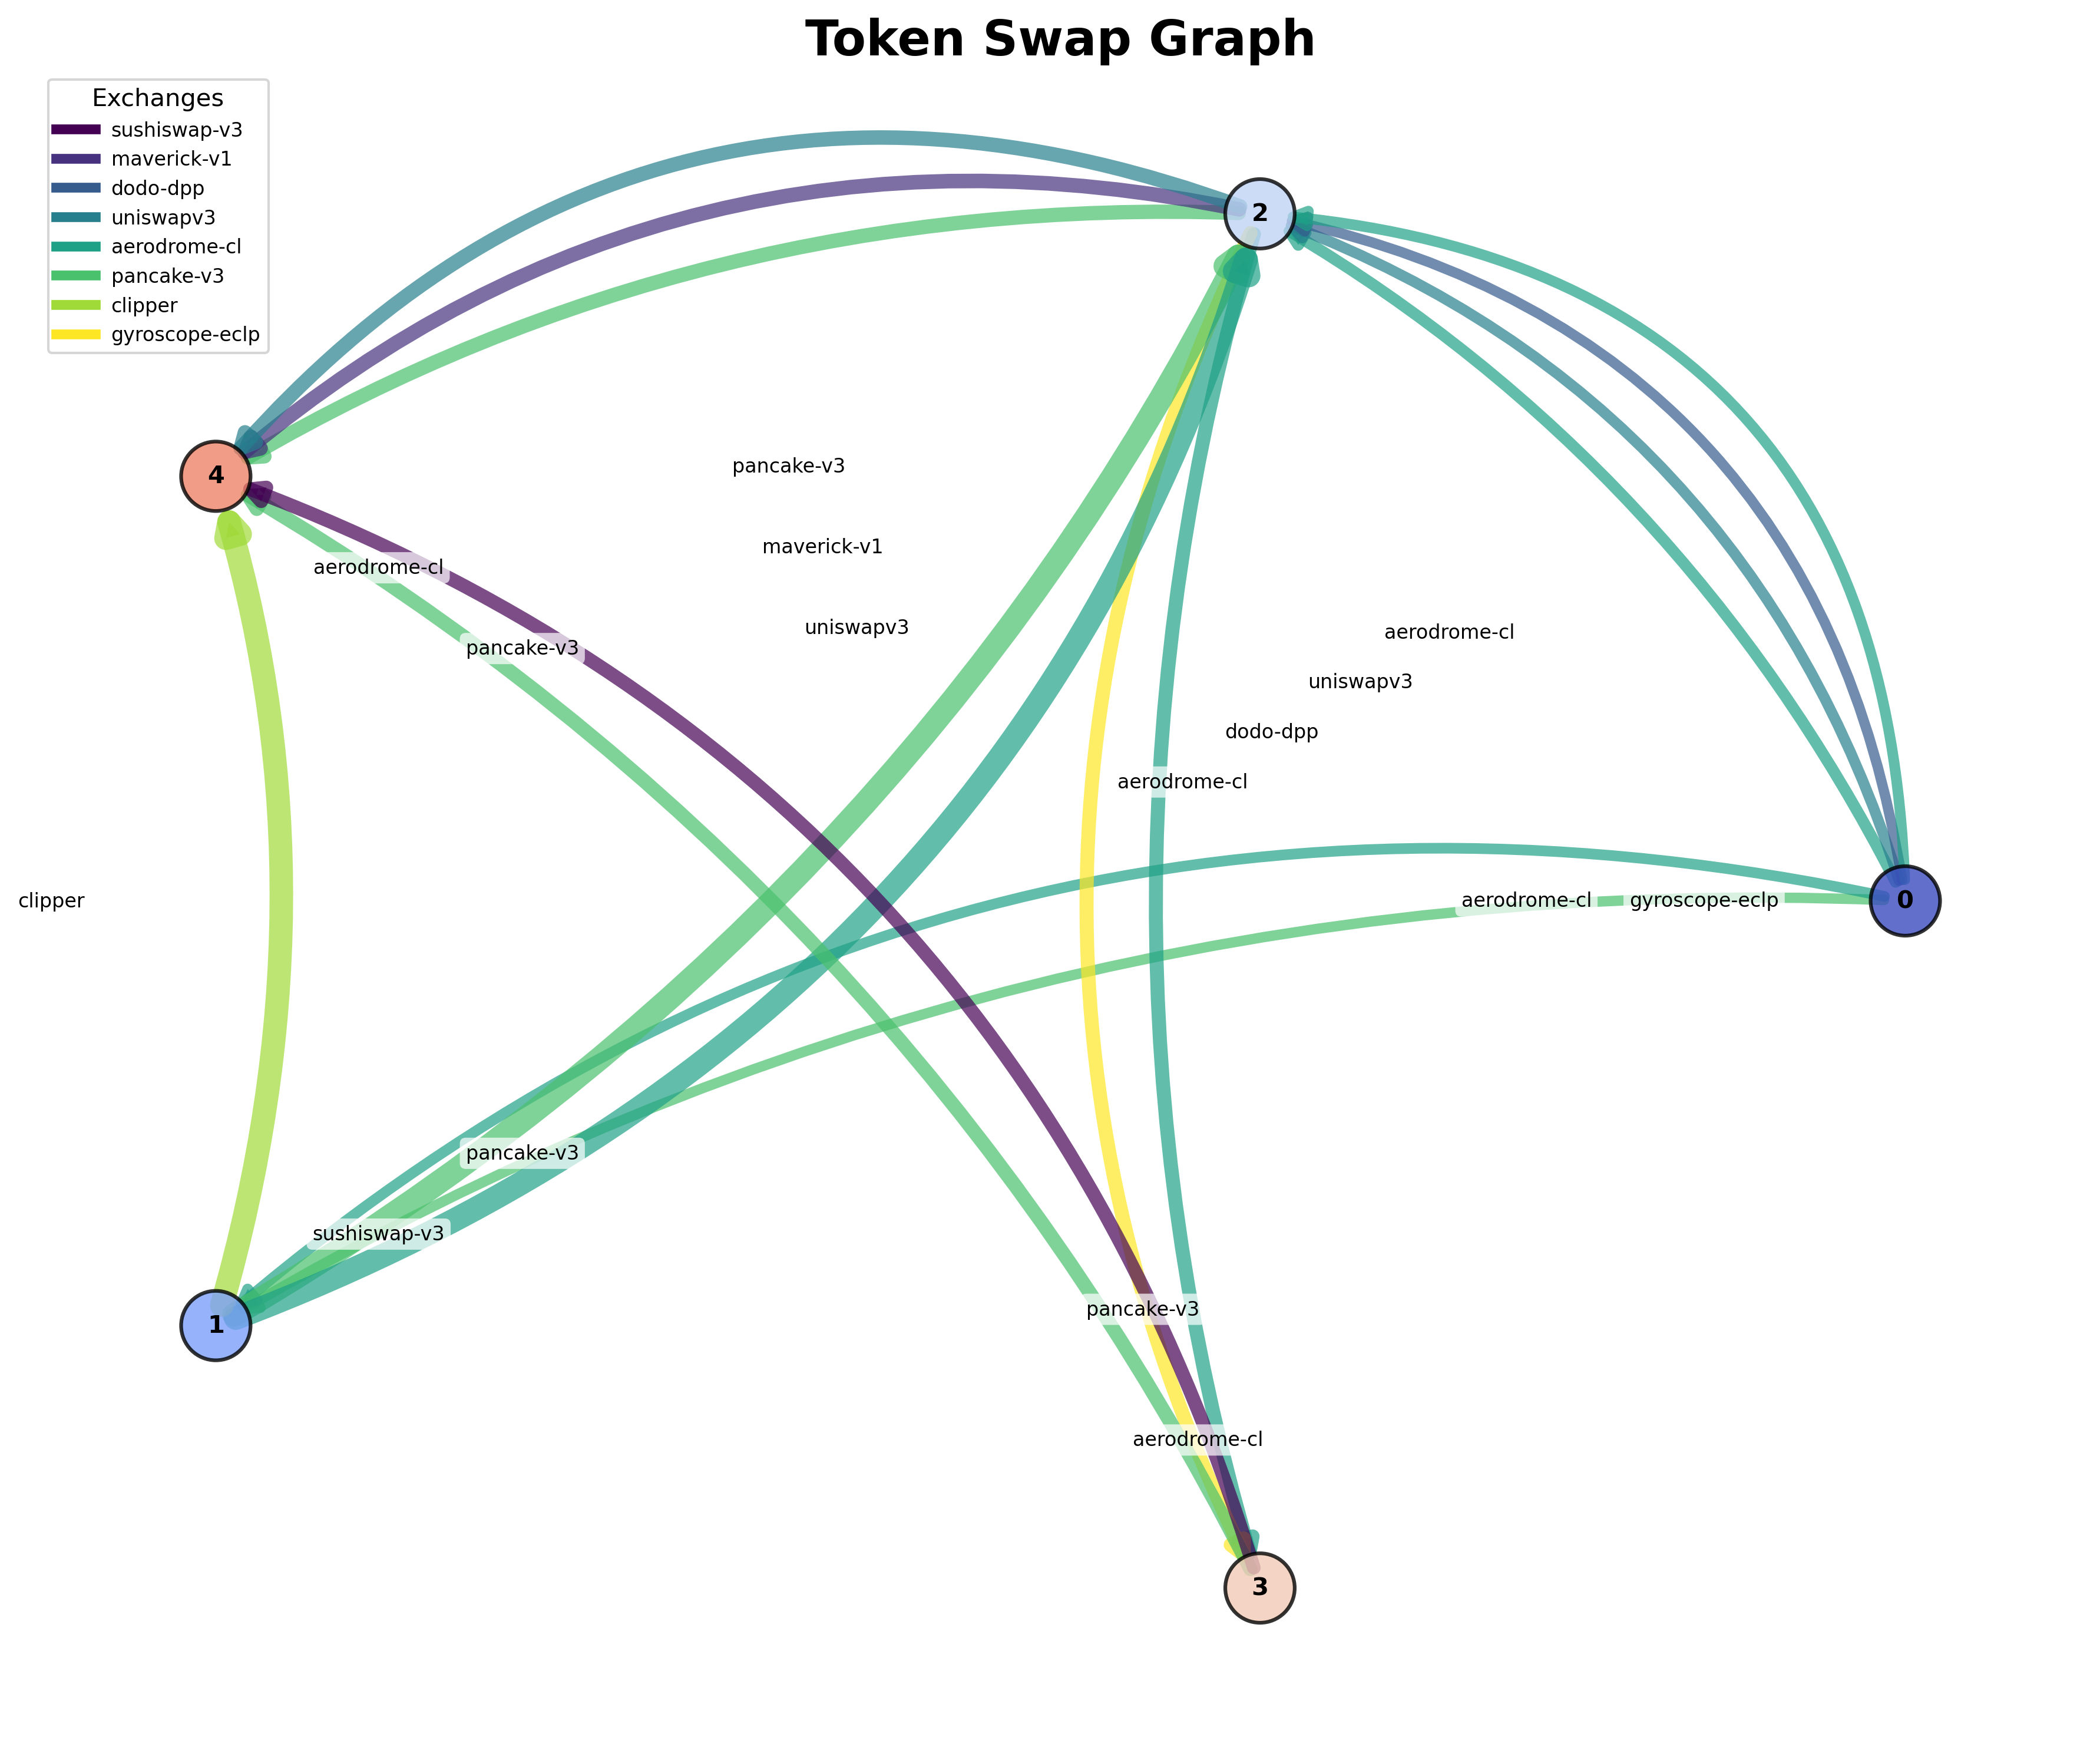 Token Swap Graph
Exchanges
sushiswap-v3
maverick-v1
dodo-dpp
uniswapv3
aerodrome-cl
pancake-v3
clipper
gyroscope-eclp
2
4
pancake-v3
maverick-v1
aerodrome-cl
uniswapv3
aerodrome-cl
pancake-v3
uniswapv3
dodo-dpp
aerodrome-cl
clipper
aerodrome-cl
gyroscope-eclp
0
pancake-v3
sushiswap-v3
pancake-v3
1
aerodrome-cl
3